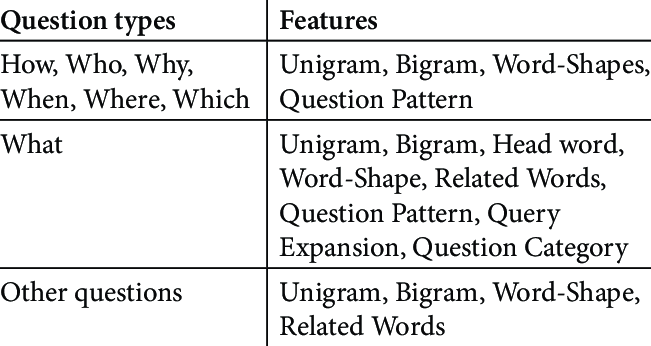 Question types
Features
How, Who, Why,
When, Where, Which
Unigram, Bigram, Word-Shapes,
Question Pattern
What
Unigram, Bigram, Head word,
Word-Shape, Related Words,
Question Pattern, Query
Expansion, Question Category
Other questions
Unigram, Bigram, Word-Shape,
Related Words